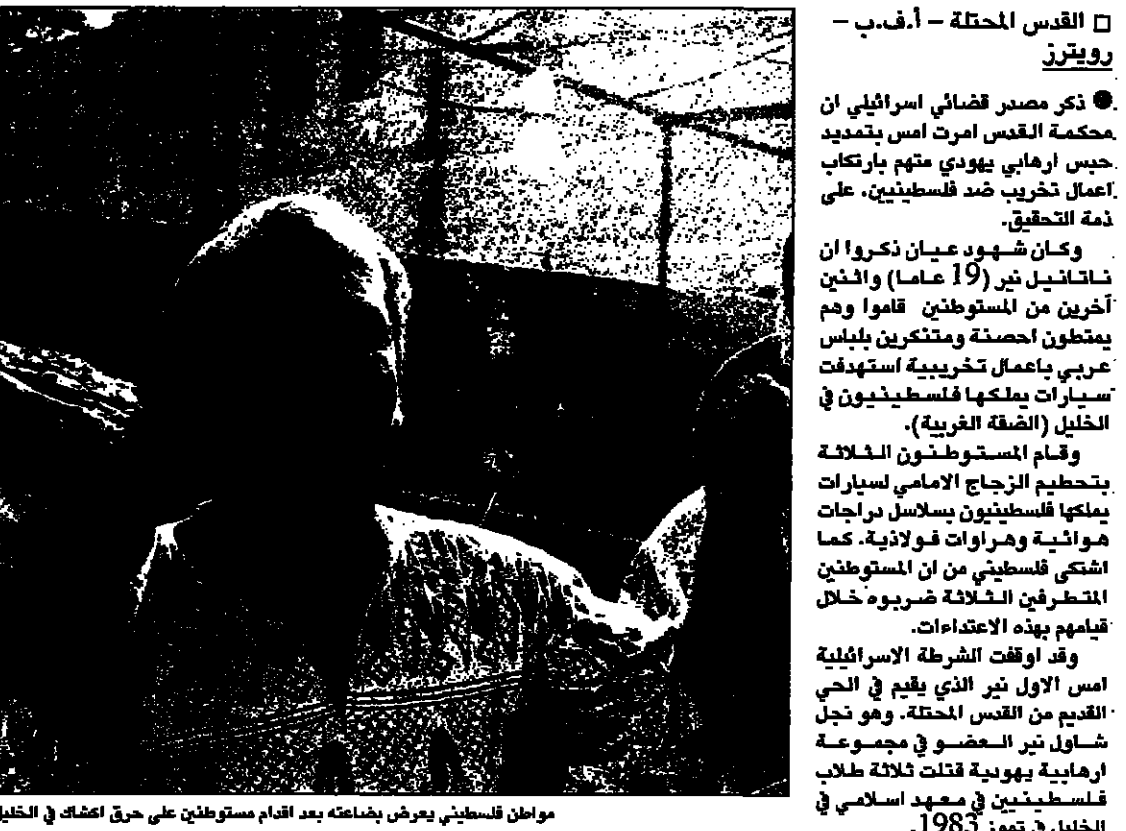 □ القدس المحتلة – أ.ف.ب –
رويترز
● ذكر مصدر قضائي اسرائيلي ان
محكمة القدس امرت امس بتمديد
حبس ارهابي يهودي متهم بارتكاب
اعمال تخريب ضد فلسطينيين، على
ذمة التحقيق.
وكان شهود عيان ذكروا ان
ناتانيل نير (19 عاما) واثنين
آخرين من المستوطنين قاموا وهم
يمتطون احصنة ومتنكرين بلباس
عربي باعمال تخريبية استهدفت
سيارات يملكها فلسطينيون في
الخليل (الضفة الغربية).
وقام المستوطنون الثلاثة
بتحطيم الزجاج الامامي لسيارات
يملكها فلسطينيون بسلاسل دراجات
هوائية وهراوات فولاذية. كما
اشتكى فلسطيني من ان المستوطنين
المتطرفين الثلاثة ضربوه خلال
قيامهم بهذه الاعتداءات.
وقد اوقفت الشرطة الاسرائيلية
امس الاول نير الذي يقيم في الحي
القديم من القدس المحتلة. وهو نجل
شاول نير العضو في مجموعة
ارهابية يهودية قتلت ثلاثة طلاب
فلسطينيين في معهد اسلامي في
الخليل في تموز 1983.
مواطن فلسطيني يعرض بضاعته بعد اقدام مستوطنين على حرق اكشاك في الخليل